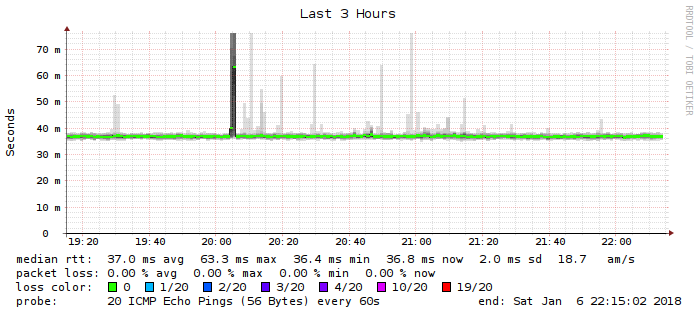 Last 3 Hours
RRDTOOL / TOBI OETIKER
Seconds
70 m
60 m
50 m
40 m
30 m
20 m
10 m
0
19:20 19:40 20:00 20:20 20:40 21:00 21:20 21:40 22:00
median rtt: 37.0 ms avg 63.3 ms max 36.4 ms min 36.8 ms now 2.0 ms sd 18.7 am/s
packet loss: 0.00 % avg 0.00 % max 0.00 % min 0.00 % now
loss color: 0 1/20 2/20 3/20 4/20 10/20 19/20
probe: 20 ICMP Echo Pings (56 Bytes) every 60s end: Sat Jan 6 22:15:02 2018